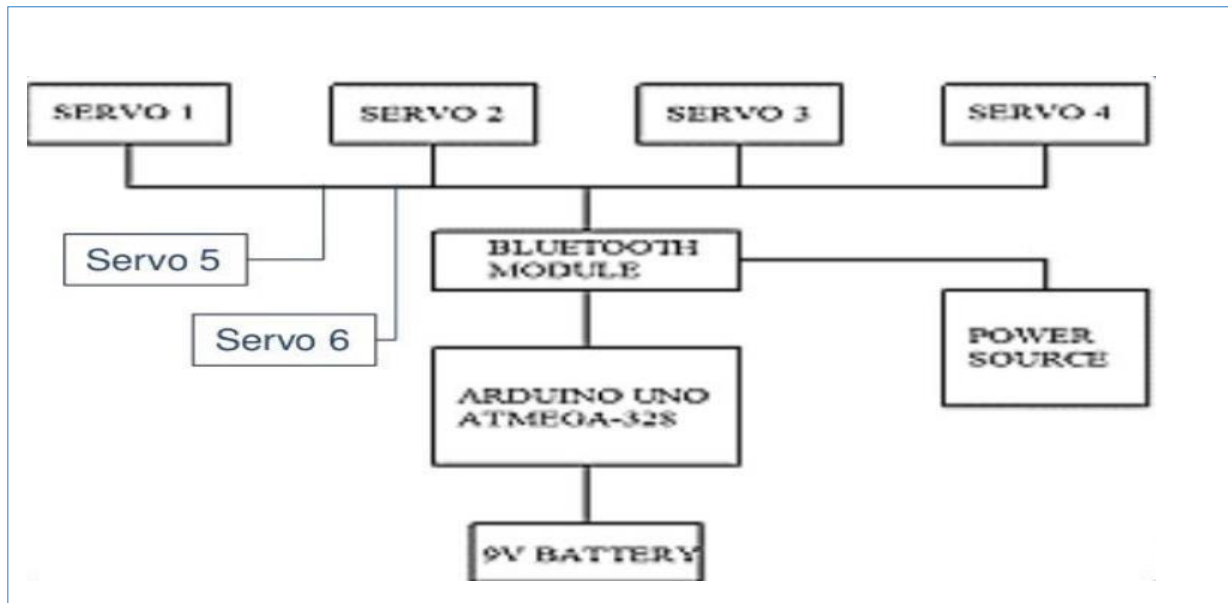 SERVO 1
SERVO 2
SERVO 3
SERVO 4
Servo 5
BLUETOOTH
MODULE
Servo 6
POWER
SOURCE
ARDUINO UNO
ATMEGA-328
9V BATTERY